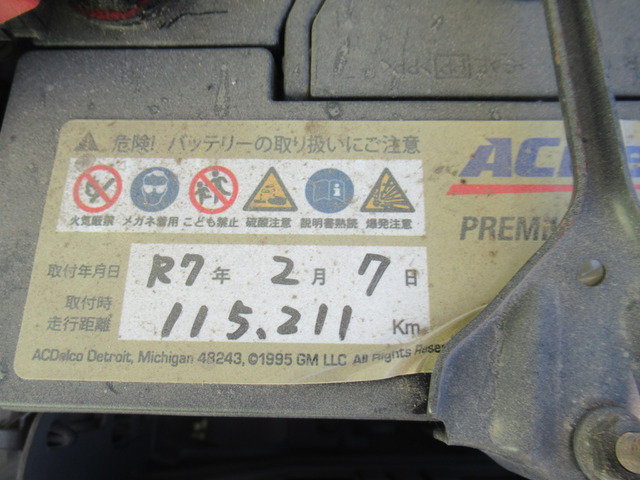 危険! バッテリーの取り扱いにご注意
火気厳禁 メガネ着用 こども禁止 硫酸注意 説明書熟読 爆発注意
取付年月日 R7年 2月 7日
取付時
走行距離 115.211 Km
ACDelco Detroit, Michigan 48243, ©1995 GM LLC All Rights Rese
ACD
PREMI